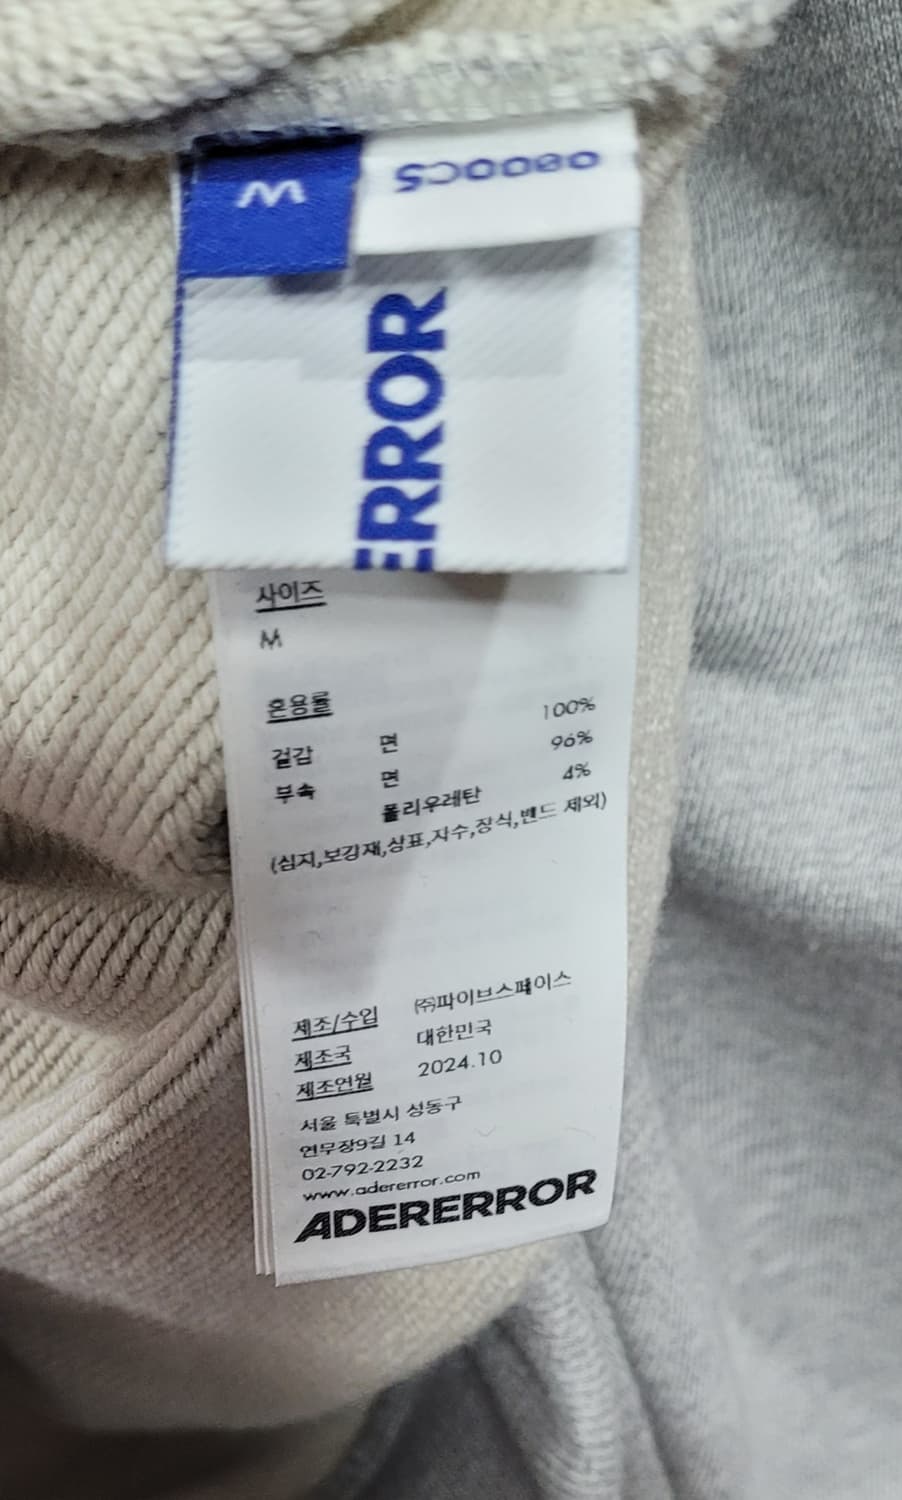 M
ERROR
사이즈
M
혼용률
100%
겉감 면 96%
부속 면 4%
폴리우레탄
(심지,보강재,상표,자수,장식,밴드 제외)
제조/수입 ㈜파이브스페이스
제조국 대한민국
제조연월 2024.10
서울 특별시 성동구
연무장9길 14
02-792-2232
www.adererror.com
ADERERROR